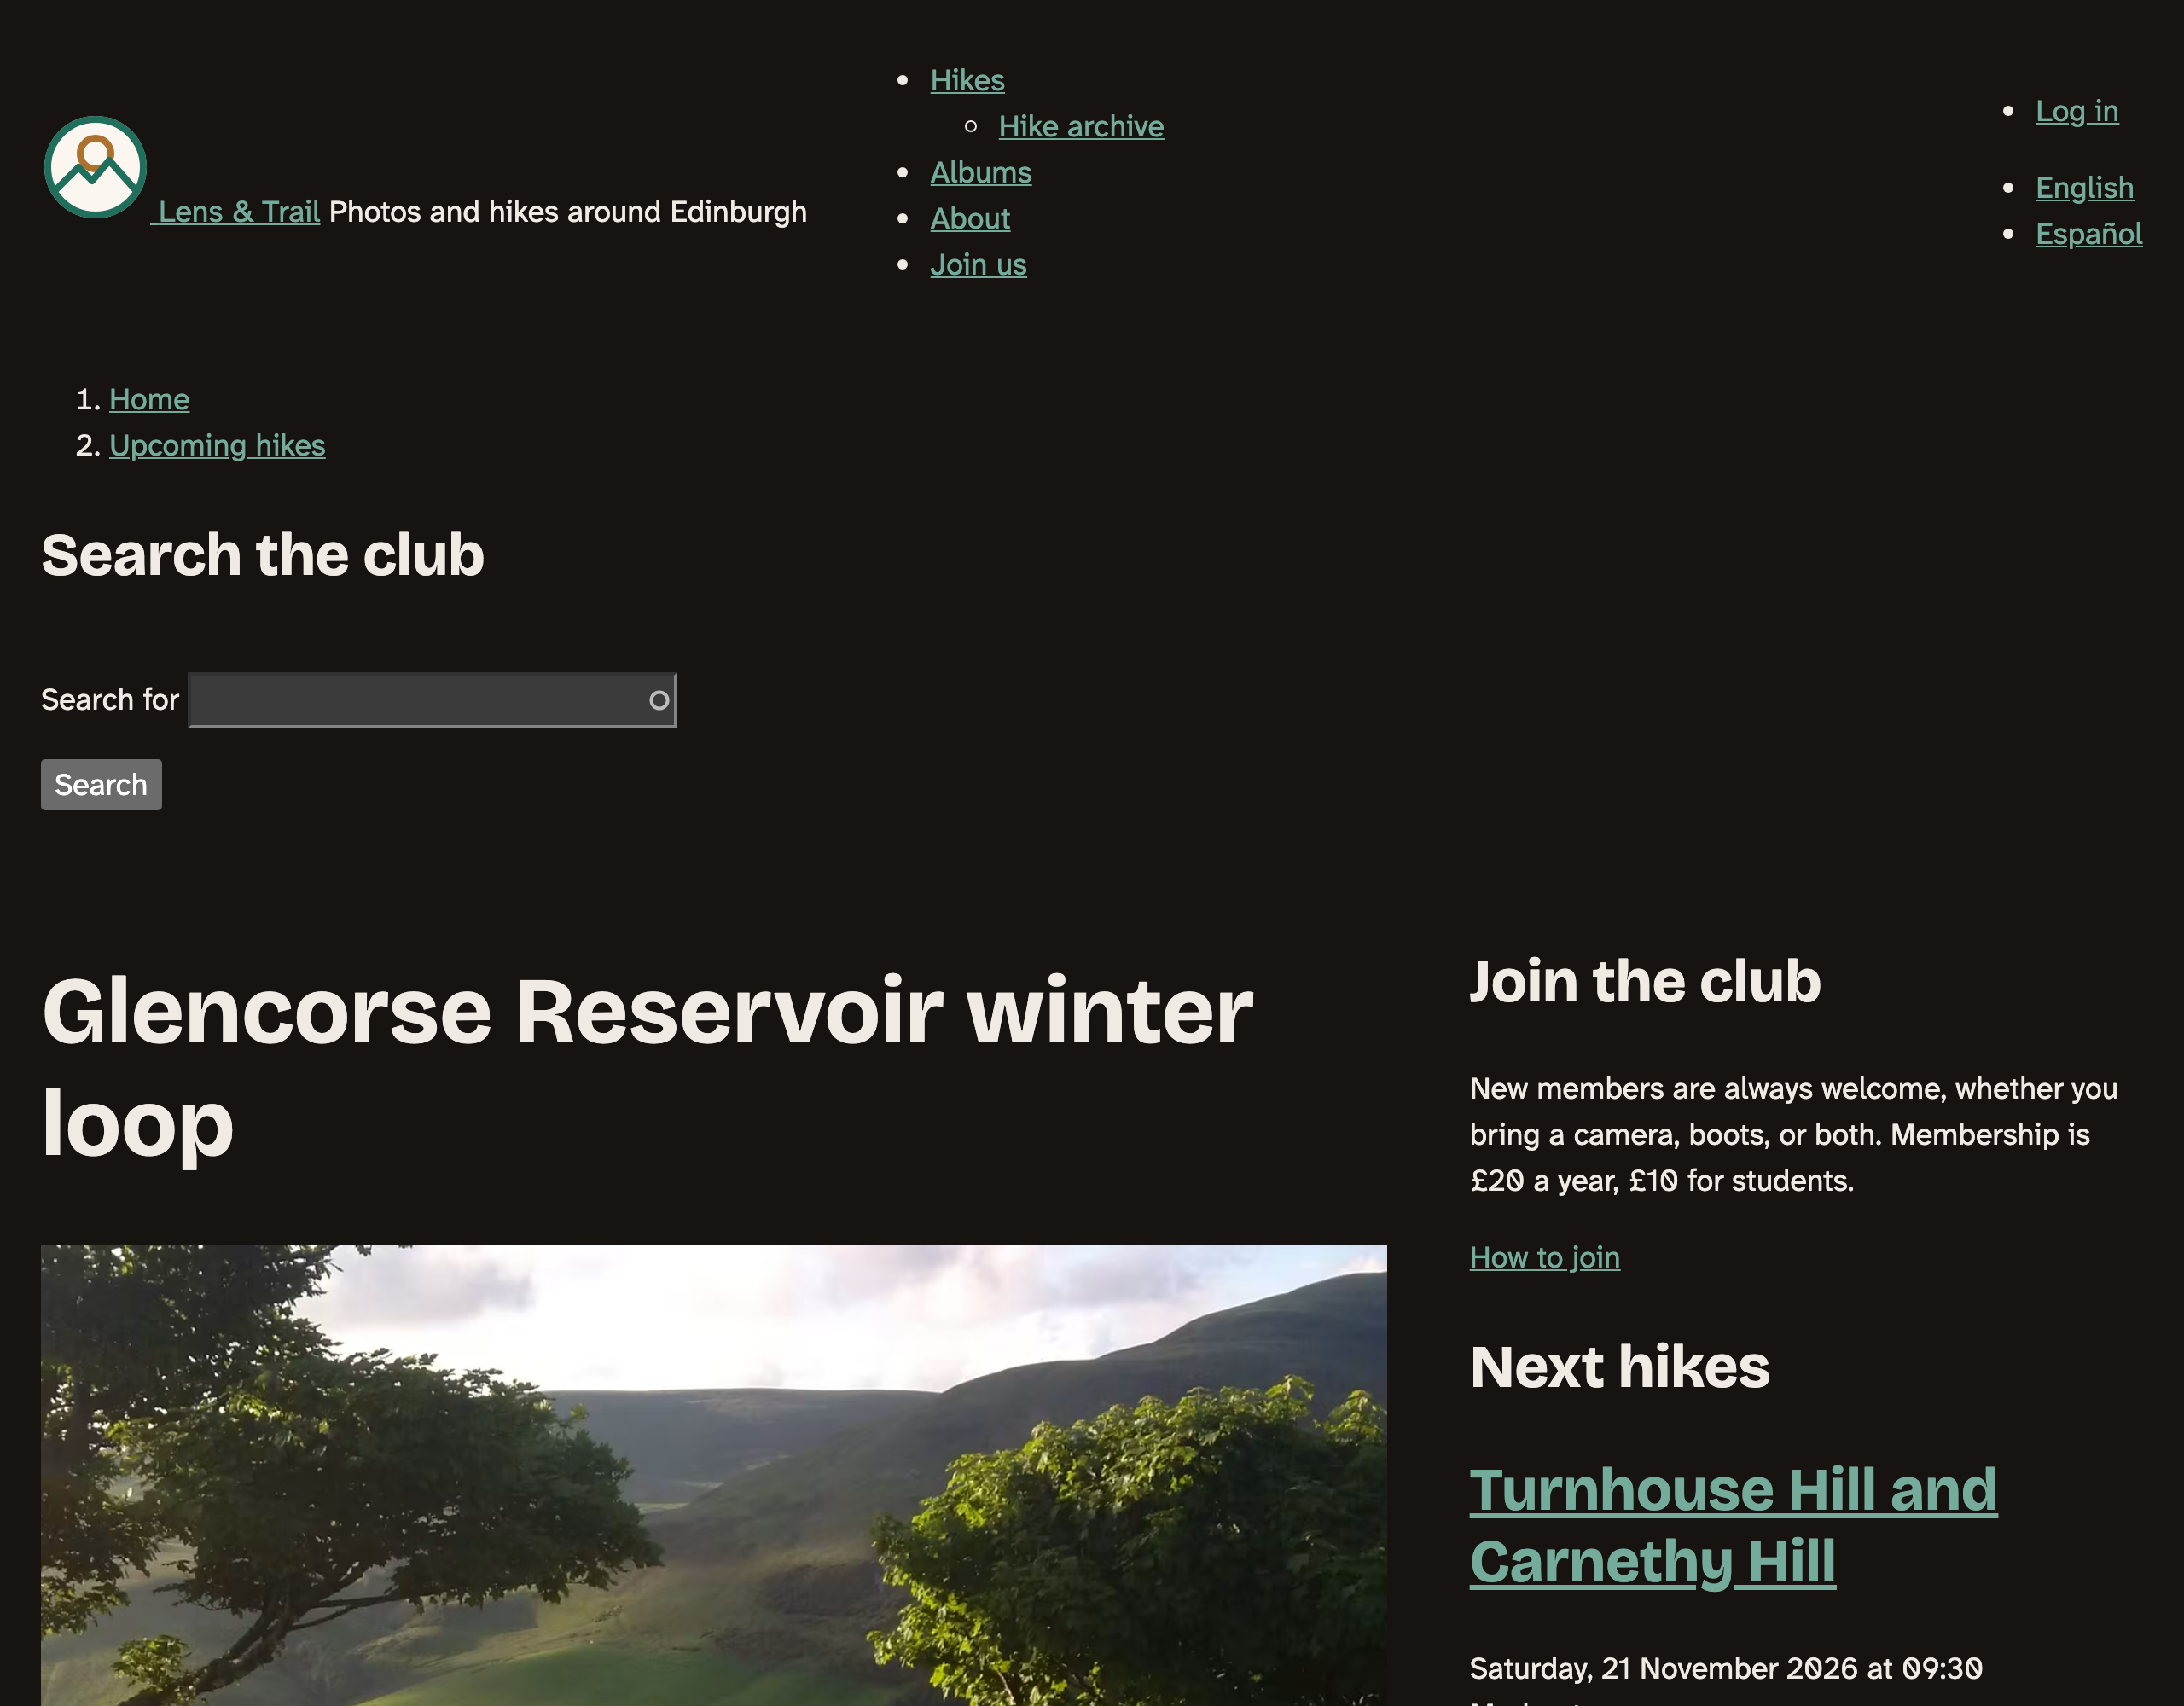 Lens & Trail Photos and hikes around Edinburgh
Hikes
Hike archive
Albums
About
Join us
Log in
English
Español
1. Home
2. Upcoming hikes
Search the club
Search for
Search
Glencorse Reservoir winter
loop
Join the club
New members are always welcome, whether you
bring a camera, boots, or both. Membership is
£20 a year, £10 for students.
How to join
Next hikes
Turnhouse Hill and
Carnethy Hill
Saturday, 21 November 2026 at 09:30